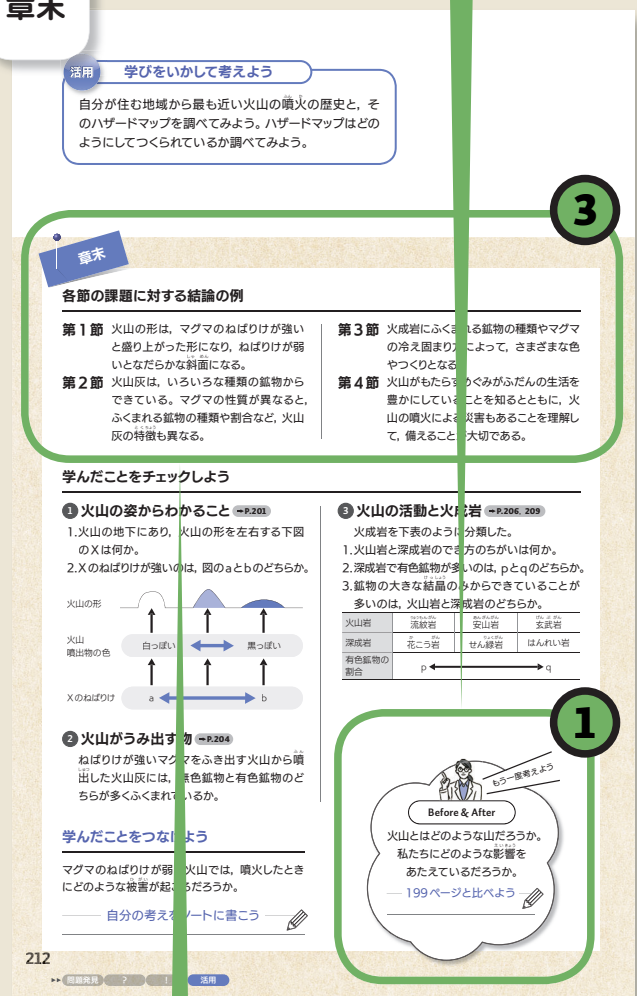 章末
活用 学びをいかして考えよう
自分が住む地域から最も近い火山の噴火の歴史と, そ
のハザードマップを調べてみよう。ハザードマップはどの
ようにしてつくられているか調べてみよう。
3
章末
各節の課題に対する結論の例
第1節 火山の形は, マグマのねばりけが強い
と盛り上がった形になり, ねばりけが弱
いとなだらかな斜面になる。
第2節 火山灰は, いろいろな種類の鉱物から
できている。マグマの性質が異なると,
ふくまれる鉱物の種類や割合など, 火山
灰の特徴も異なる。
第3節 火成岩にふくまれる鉱物の種類やマグマ
の冷え固まり方によって, さまざまな色
やつくりとなる
第4節 火山がもたらすめぐみがふだんの生活を
豊かにしていることを知るとともに, 火
山の噴火による災害もあることを理解し
て, 備えることが大切である。
学んだことをチェックしよう
1 火山の姿からわかること ➡P.201
1.火山の地下にあり, 火山の形を左右する下図
のXは何か。
2.Xのねばりけが強いのは, 図のaとbのどちらか。
火山の形
火山
噴出物の色
白っぽい 黒っぽい
Xのねばりけ a b
2 火山がうみ出す物 ➡P.204
ねばりけが強いマグマをふき出す火山から噴
出した火山灰には, 無色鉱物と有色鉱物のど
ちらが多くふくまれているか。
学んだことをつなげよう
マグマのねばりけが弱い火山では, 噴火したとき
にどのような被害が起こるだろうか。
自分の考えをノートに書こう
3 火山の活動と火成岩 ➡P.206, 209
火成岩を下表のように分類した。
1.火山岩と深成岩のでき方のちがいは何か。
2.深成岩で有色鉱物が多いのは, pとqのどちらか。
3.鉱物の大きな結晶のみからできていることが
多いのは, 火山岩と深成岩のどちらか。
火山岩 流紋岩 安山岩 玄武岩
深成岩 花こう岩 せん緑岩 はんれい岩
有色鉱物の
割合
p q
1
もう一度考えよう
Before & After
火山とはどのような山だろうか。
私たちにどのような影響を
あたえているだろうか。
199ページと比べよう
212
▸▸ 問題発見 ? ! 活用